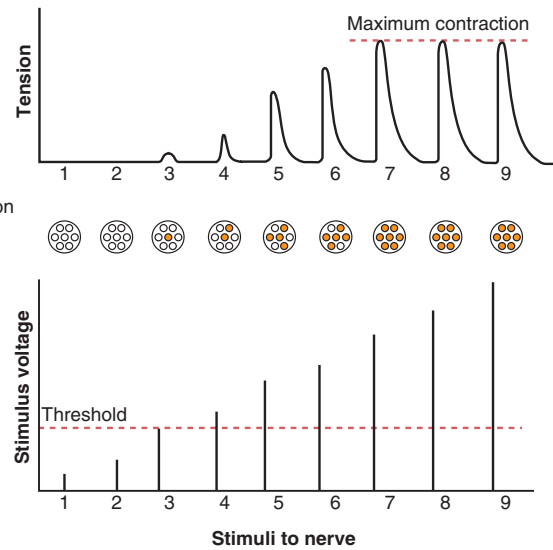 Maximum contraction
Tension
1 2 3 4 5 6 7 8 9
on
Threshold
Stimulus voltage
1 2 3 4 5 6 7 8 9
Stimuli to nerve